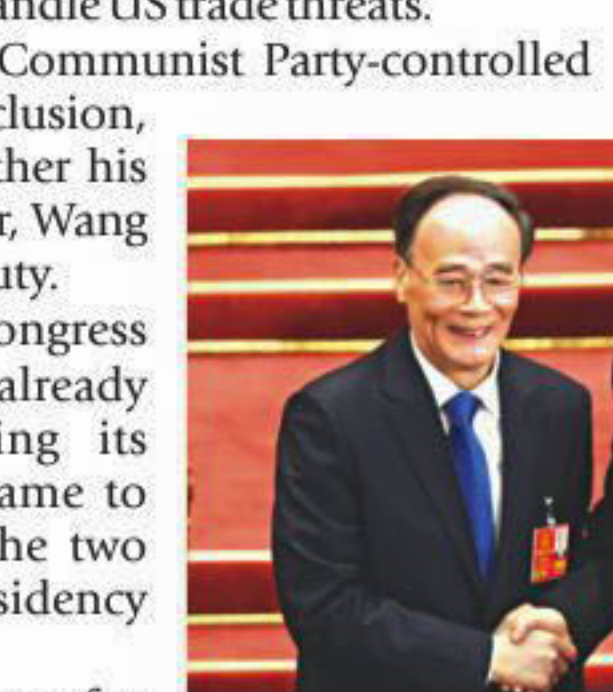 andle US trade threats.
Communist Party-controlled
clusion,
ther his
r, Wang
uty.
ongress
already
ing its
ame to
he two
sidency